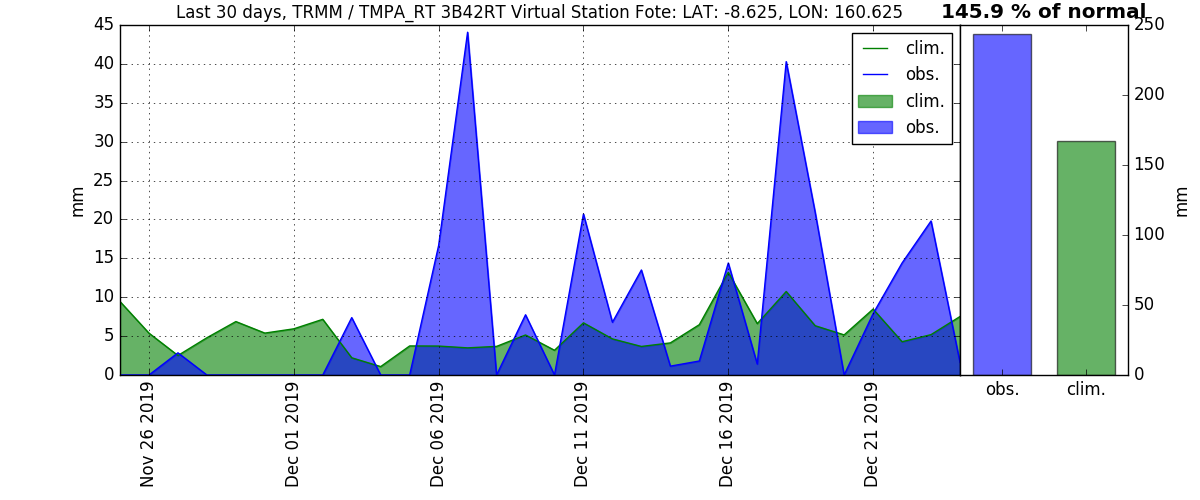 Last 30 days, TRMM / TMPA_RT 3B42RT Virtual Station Fote: LAT: -8.625, LON: 160.625
145.9 % of normal
45
40
35
30
25
20
15
10
5
0
mm
clim.
obs.
clim.
obs.
250
200
150
100
50
0
mm
Nov 26 2019
Dec 01 2019
Dec 06 2019
Dec 11 2019
Dec 16 2019
Dec 21 2019
obs.
clim.